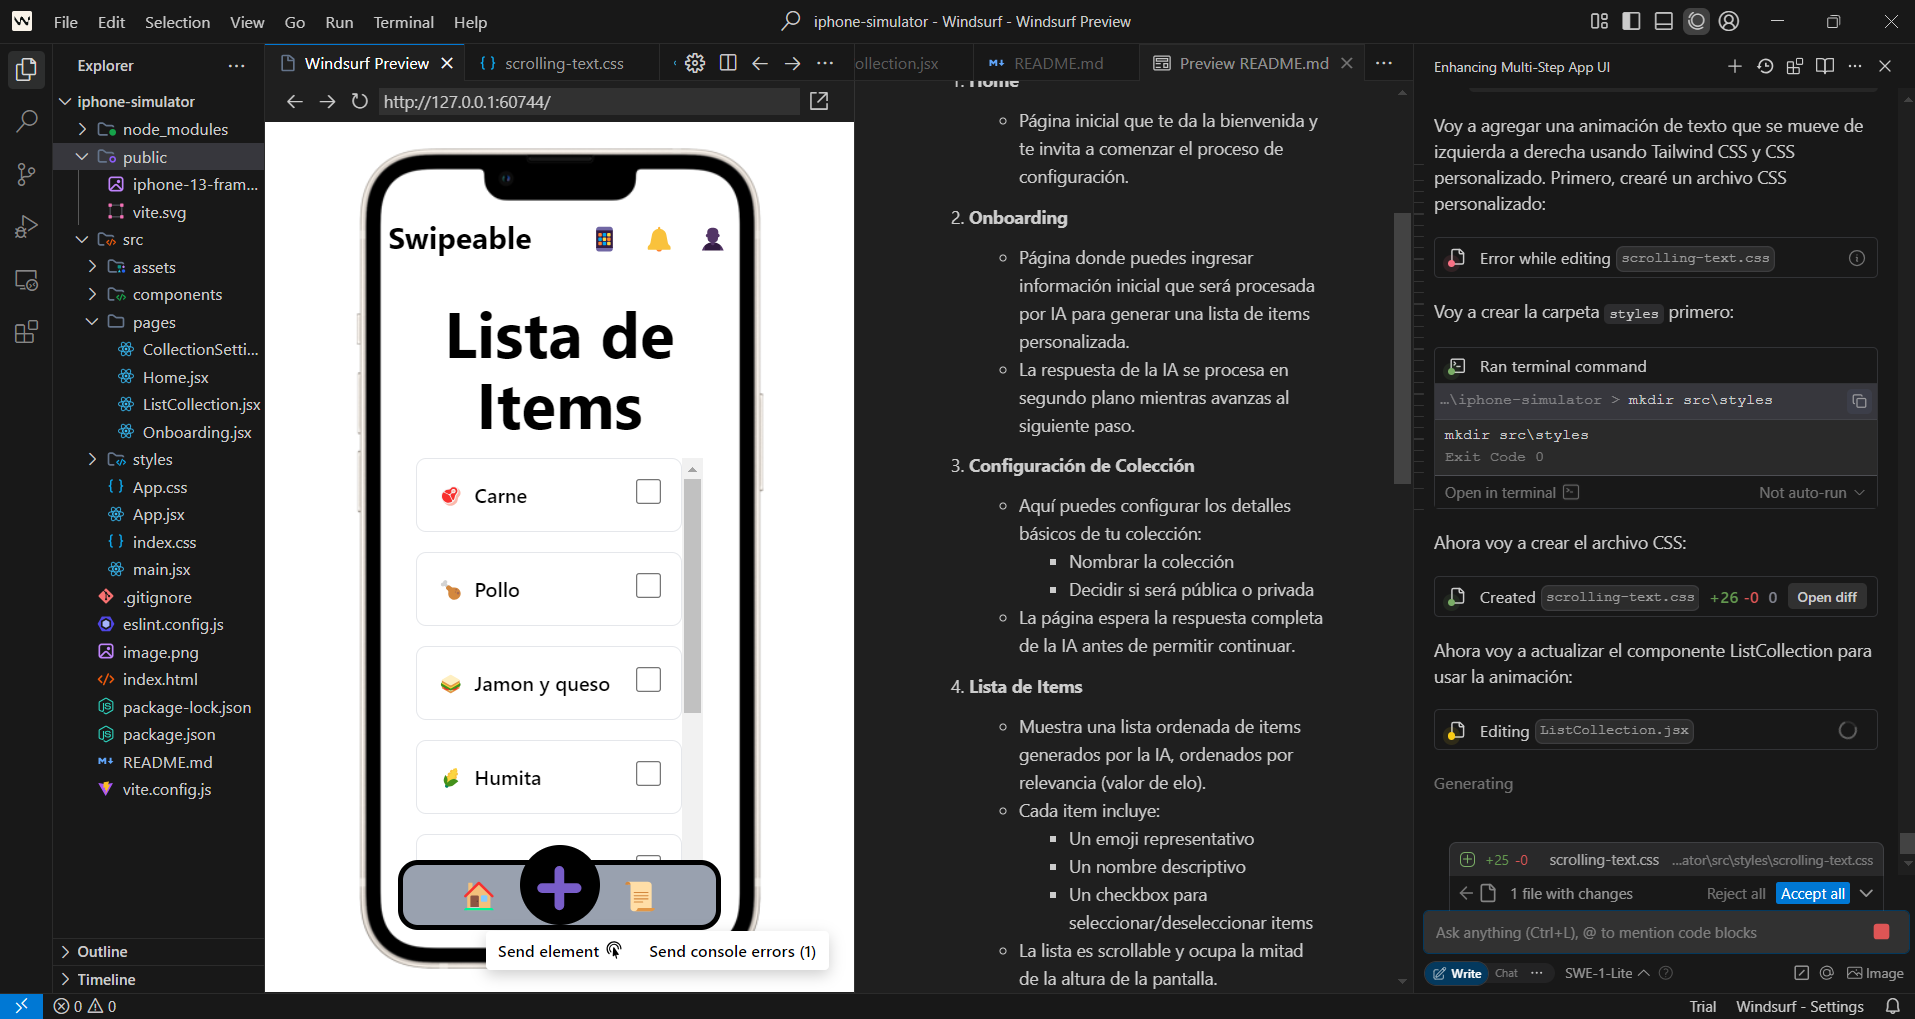 File Edit Selection View Go Run Terminal Help
iphone-simulator - Windsurf - Windsurf Preview
Explorer
iphone-simulator
node_modules
public
iphone-13-fram...
vite.svg
src
assets
components
pages
CollectionSetti...
Home.jsx
ListCollection.jsx
Onboarding.jsx
styles
App.css
App.jsx
index.css
main.jsx
.gitignore
eslint.config.js
image.png
index.html
package-lock.json
package.json
README.md
vite.config.js
Outline
Timeline
0 0
Windsurf Preview
scrolling-text.css
http://127.0.0.1:60744/
Swipeable
Lista de
Items
Carne
Pollo
Jamon y queso
Humita
Send element
Send console errors (1)
ollection.jsx
README.md
Preview README.md
1. Home
Página inicial que te da la bienvenida y
te invita a comenzar el proceso de
configuración.
2. Onboarding
Página donde puedes ingresar
información inicial que será procesada
por IA para generar una lista de items
personalizada.
La respuesta de la IA se procesa en
segundo plano mientras avanzas al
siguiente paso.
3. Configuración de Colección
Aquí puedes configurar los detalles
básicos de tu colección:
Nombrar la colección
Decidir si será pública o privada
La página espera la respuesta completa
de la IA antes de permitir continuar.
4. Lista de Items
Muestra una lista ordenada de items
generados por la IA, ordenados por
relevancia (valor de elo).
Cada item incluye:
Un emoji representativo
Un nombre descriptivo
Un checkbox para
seleccionar/deseleccionar items
La lista es scrollable y ocupa la mitad
de la altura de la pantalla.
Enhancing Multi-Step App UI
Voy a agregar una animación de texto que se mueve de
izquierda a derecha usando Tailwind CSS y CSS
personalizado. Primero, crearé un archivo CSS
personalizado:
Error while editing scrolling-text.css
Voy a crear la carpeta styles primero:
Ran terminal command
...\iphone-simulator > mkdir src\styles
mkdir src\styles
Exit Code 0
Open in terminal
Not auto-run
Ahora voy a crear el archivo CSS:
Created scrolling-text.css +26 -0 0 Open diff
Ahora voy a actualizar el componente ListCollection para
usar la animación:
Editing ListCollection.jsx
Generating
+25 -0 scrolling-text.css ...ator\src\styles\scrolling-text.css
1 file with changes Reject all Accept all
Ask anything (Ctrl+L), @ to mention code blocks
Write Chat ... SWE-1-Lite
Image
Trial Windsurf - Settings